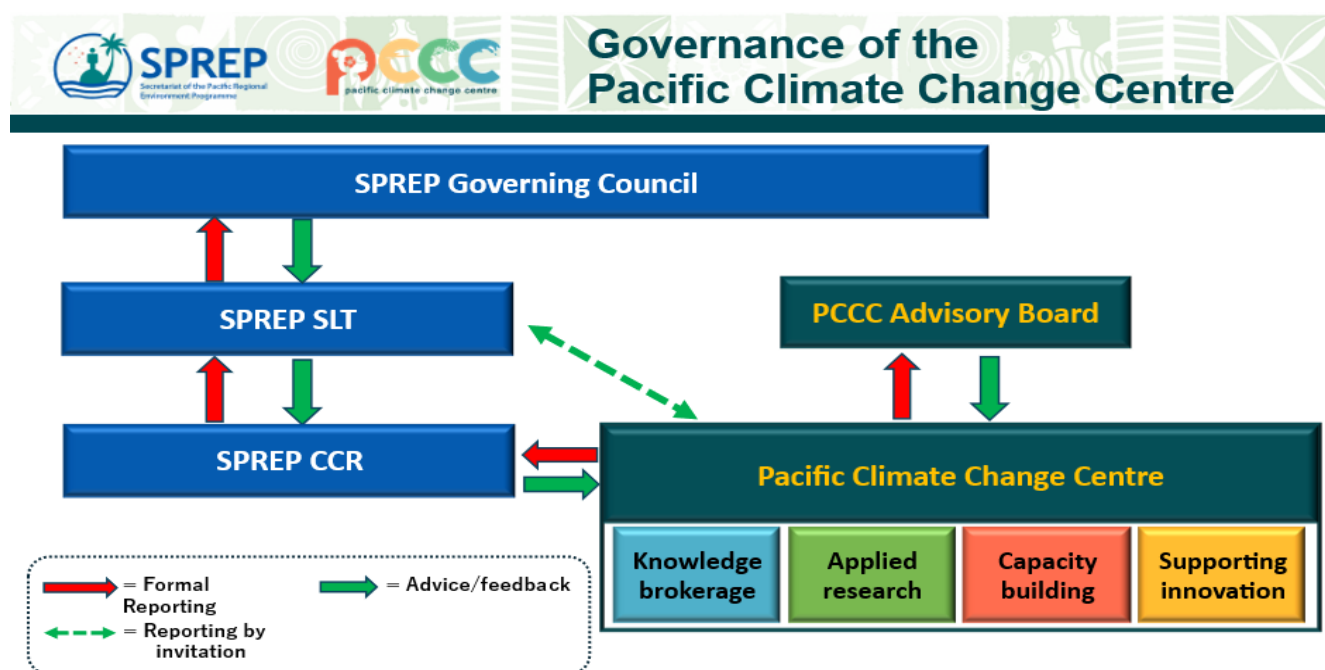 SPREP
Secretariat of the Pacific Regional
Environment Programme
pccc
pacific climate change centre
Governance of the
Pacific Climate Change Centre
SPREP Governing Council
SPREP SLT
PCCC Advisory Board
SPREP CCR
Pacific Climate Change Centre
Knowledge
brokerage
Applied
research
Capacity
building
Supporting
innovation
= Formal
Reporting
= Advice/feedback
= Reporting by
invitation